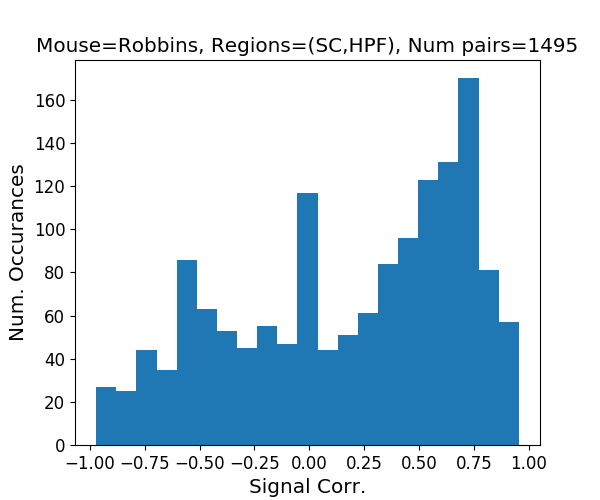 Mouse=Robbins, Regions=(SC,HPF), Num pairs=1495
160
140
120
100
80
60
40
20
0
Num. Occurances
−1.00 −0.75 −0.50 −0.25 0.00 0.25 0.50 0.75 1.00
Signal Corr.